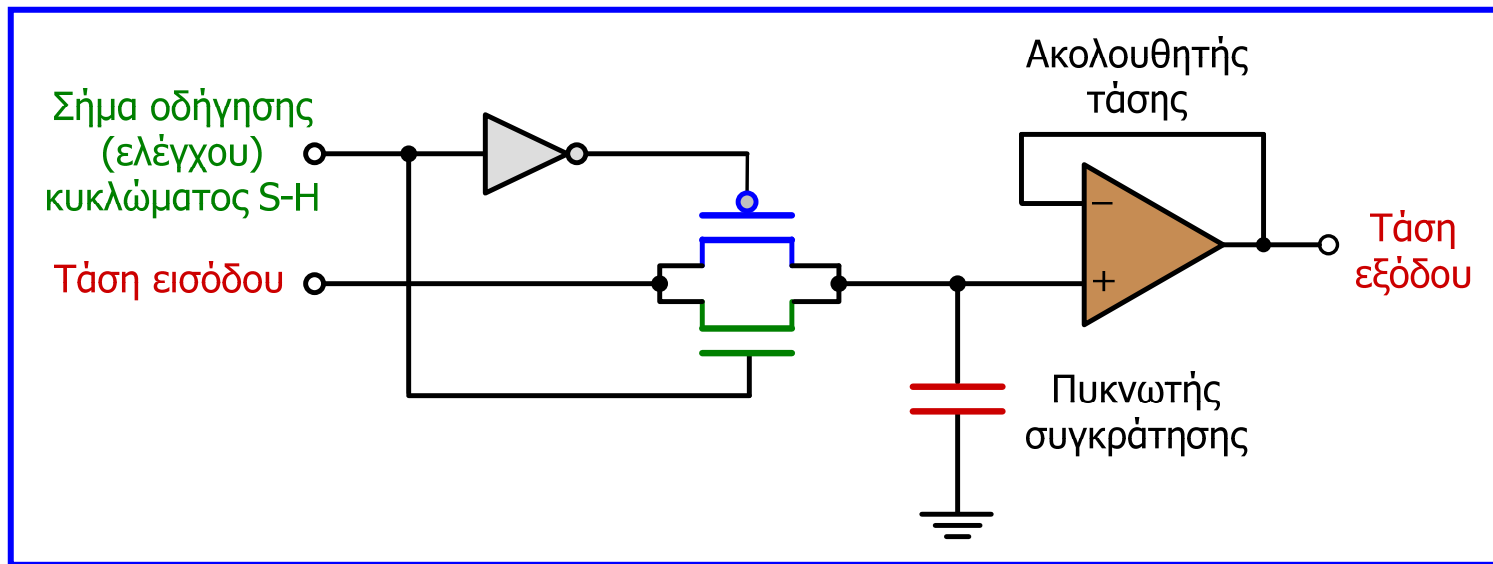 Σήμα οδήγησης
(ελέγχου)
κυκλώματος S-H
Τάση εισόδου
Ακολουθητής
τάσης
−
+
Τάση
εξόδου
Πυκνωτής
συγκράτησης